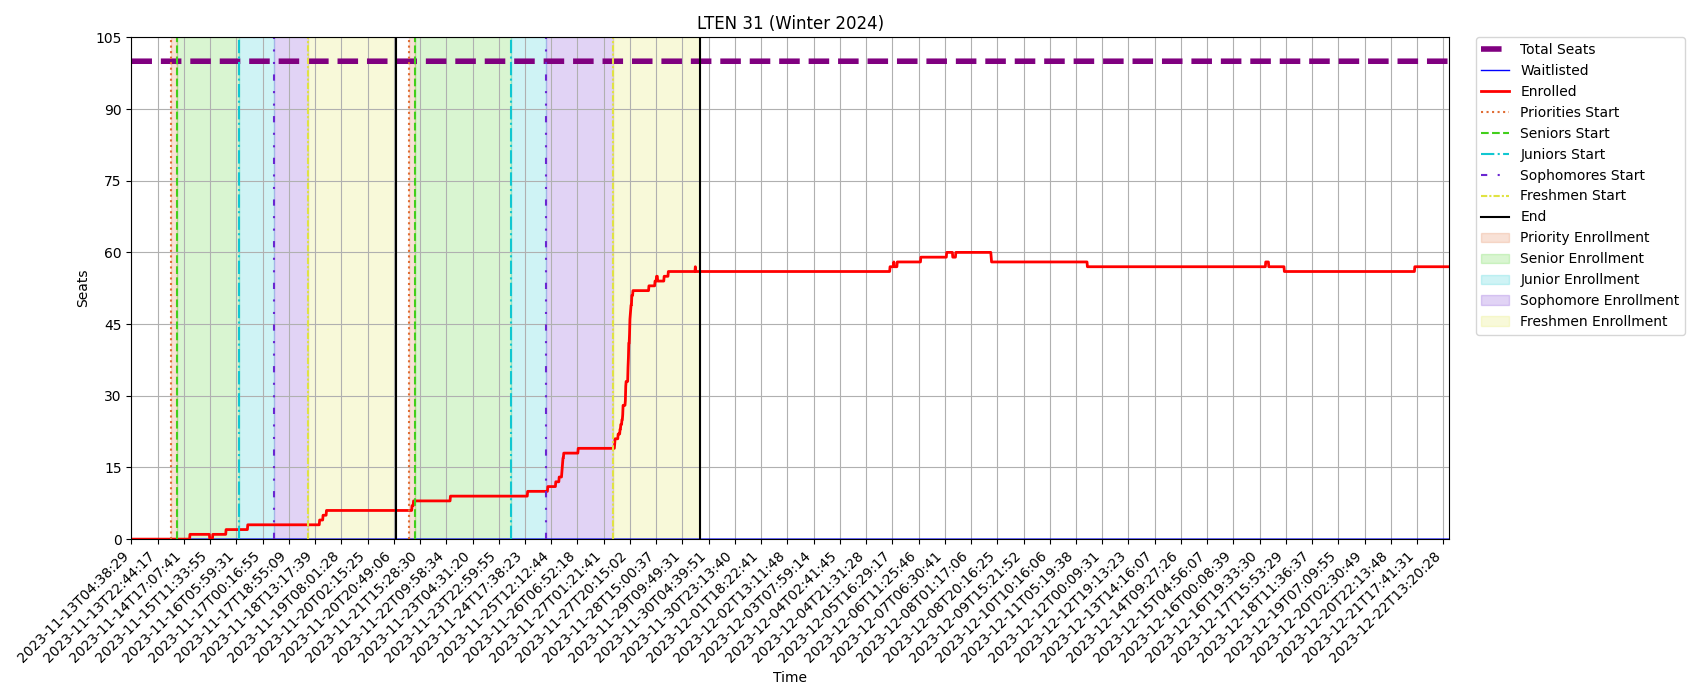 LTEN 31 (Winter 2024)
105
90
75
60
45
30
15
0
Seats
2023-11-13T04:38:29
2023-11-13T22:44:17
2023-11-14T17:07:41
2023-11-15T11:33:55
2023-11-16T05:59:31
2023-11-17T00:16:55
2023-11-17T18:55:09
2023-11-18T13:17:39
2023-11-19T08:01:28
2023-11-20T02:15:25
2023-11-20T20:49:06
2023-11-21T15:28:30
2023-11-22T09:58:34
2023-11-23T04:31:20
2023-11-23T22:59:55
2023-11-24T17:38:23
2023-11-25T12:12:44
2023-11-26T06:52:18
2023-11-27T01:21:41
2023-11-27T20:15:02
2023-11-28T15:00:37
2023-11-29T09:49:31
2023-11-30T04:39:51
2023-11-30T23:13:40
2023-12-01T18:22:41
2023-12-02T13:11:48
2023-12-03T07:59:14
2023-12-04T02:41:45
2023-12-04T21:31:28
2023-12-05T16:29:17
2023-12-06T11:25:46
2023-12-07T06:30:41
2023-12-08T01:17:06
2023-12-08T20:16:25
2023-12-09T15:21:52
2023-12-10T10:16:06
2023-12-11T05:19:38
2023-12-12T00:09:31
2023-12-12T19:13:23
2023-12-13T14:16:07
2023-12-14T09:27:26
2023-12-15T04:56:07
2023-12-16T00:08:39
2023-12-16T19:33:30
2023-12-17T15:53:29
2023-12-18T11:36:37
2023-12-19T07:09:55
2023-12-20T02:30:49
2023-12-20T22:13:48
2023-12-21T17:41:31
2023-12-22T13:20:28
Time
Total Seats
Waitlisted
Enrolled
Priorities Start
Seniors Start
Juniors Start
Sophomores Start
Freshmen Start
End
Priority Enrollment
Senior Enrollment
Junior Enrollment
Sophomore Enrollment
Freshmen Enrollment